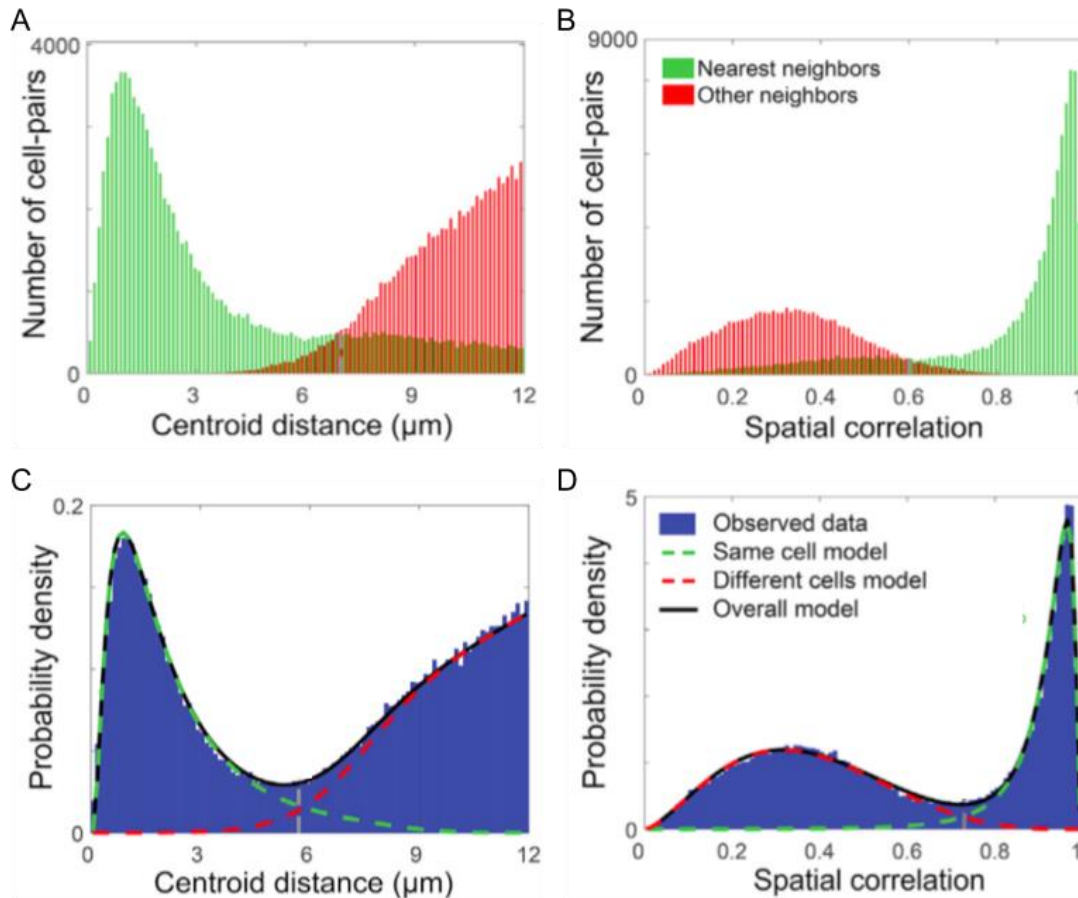 A
Number of cell-pairs
4000
0
0 3 6 9 12
Centroid distance (µm)
B
Number of cell-pairs
9000
0
Nearest neighbors
Other neighbors
0 0.2 0.4 0.6 0.8 1
Spatial correlation
C
Probability density
0.2
0
0 3 6 9 12
Centroid distance (µm)
D
Probability density
5
0
Observed data
Same cell model
Different cells model
Overall model
0 0.2 0.4 0.6 0.8 1
Spatial correlation